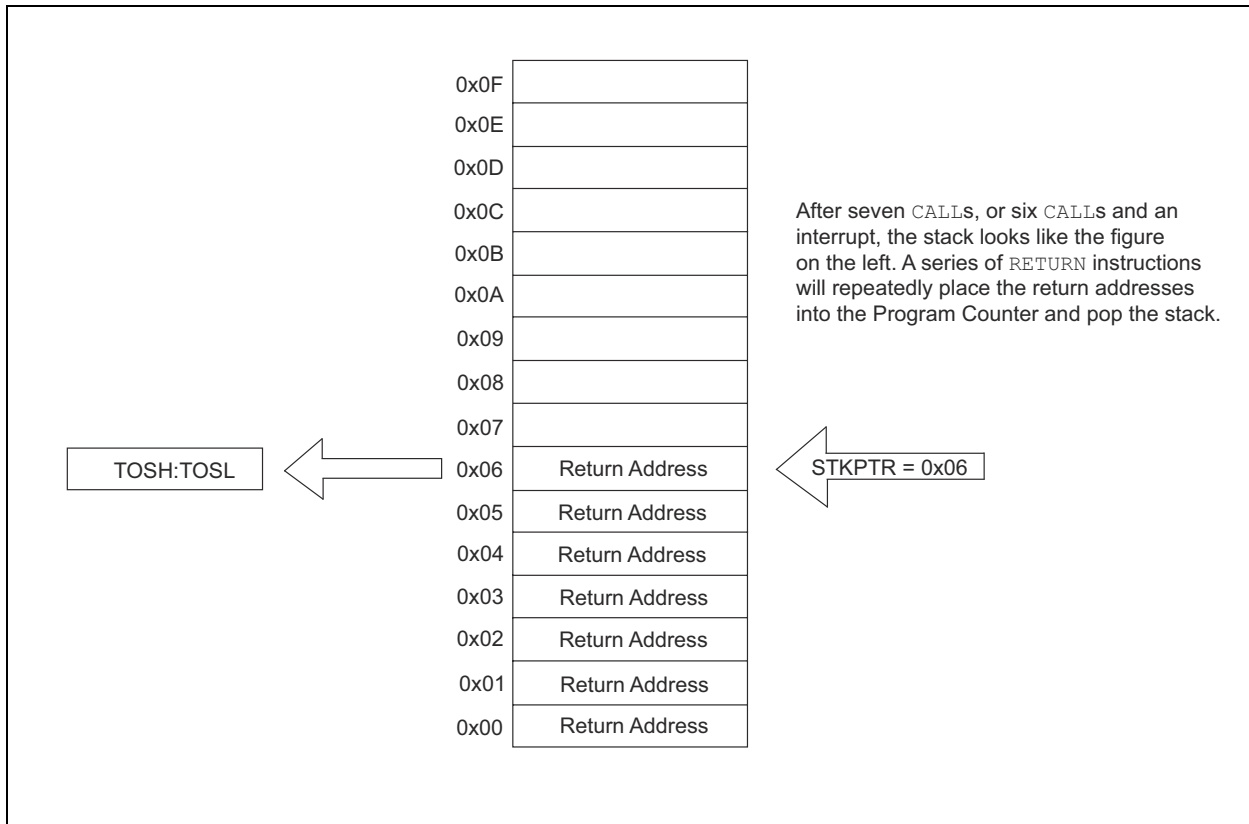 0x0F
0x0E
0x0D
0x0C
0x0B
0x0A
0x09
0x08
0x07
After seven CALLs, or six CALLs and an
interrupt, the stack looks like the figure
on the left. A series of RETURN instructions
will repeatedly place the return addresses
into the Program Counter and pop the stack.
TOSH:TOSL
0x06 Return Address
STKPTR = 0x06
0x05 Return Address
0x04 Return Address
0x03 Return Address
0x02 Return Address
0x01 Return Address
0x00 Return Address